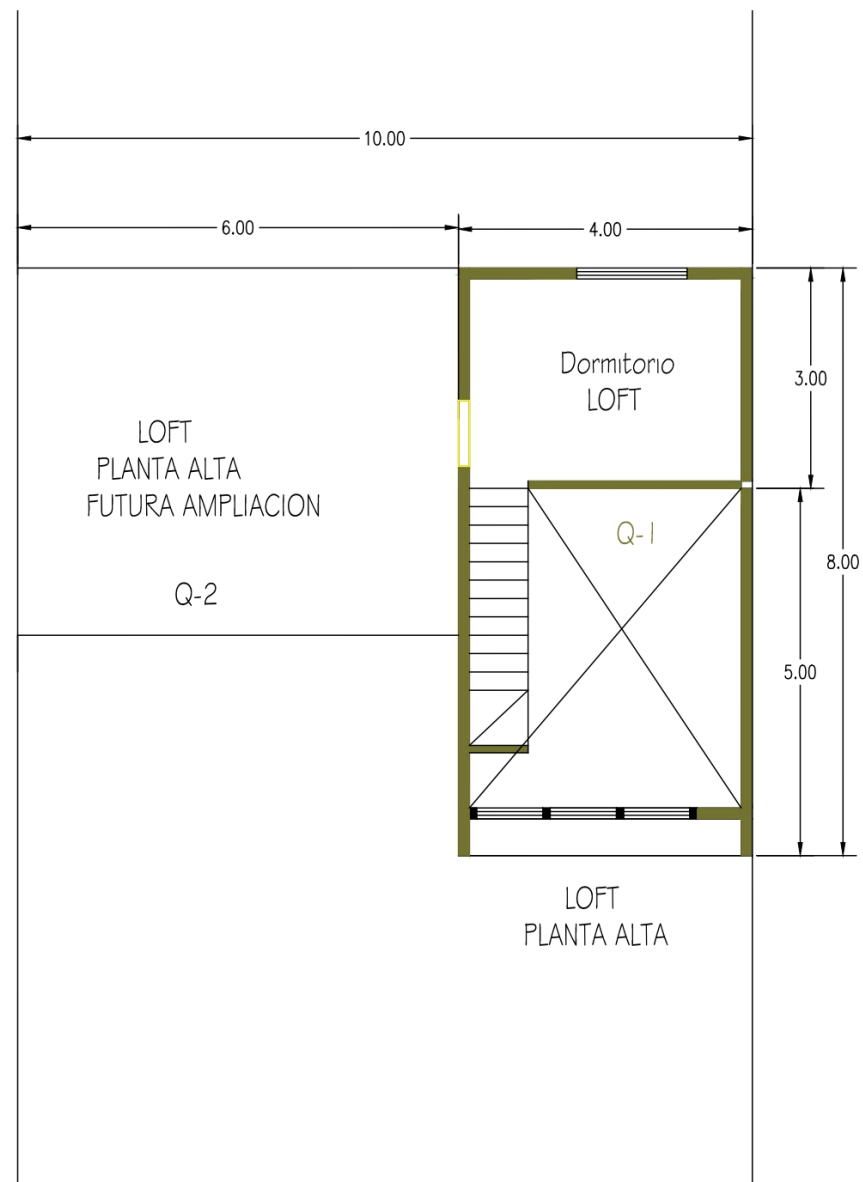 10.00
6.00
4.00
Dormitorio
LOFT
3.00
LOFT
PLANTA ALTA
FUTURA AMPLIACION
Q-1
8.00
Q-2
5.00
LOFT
PLANTA ALTA